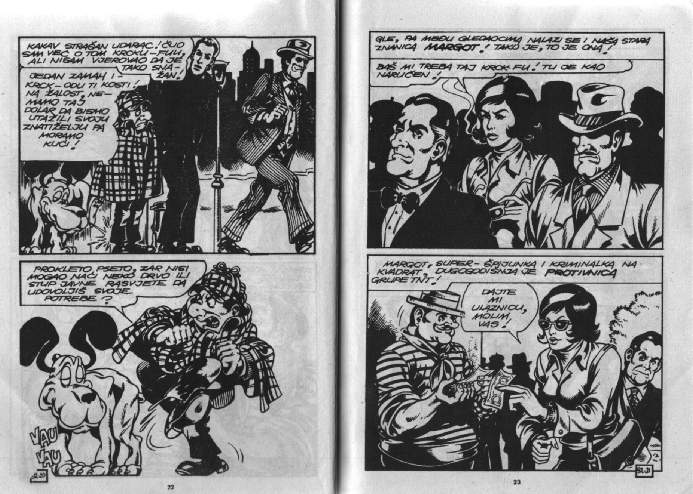 KAKAV STRAŠAN UDARAC! ČUO
SAM VEĆ O TOM KROKU-FUU,
ALI NISAM VJEROVAO DA JE
TAKO SNA-
ŽAN!
JEDAN ZAMAH I -
KROK - ODU TI KOSTI!
NA ŽALOST, NE-
MAMO TAJ
DOLAR DA BISMO
UTAŽILI SVOJU
ZNATIŽELJU PA
MORAMO
KUĆI!
PROKLETO PSETO, ZAR NISI
MOGAO NAĆI NEKO DRVO ILI
STUP JAVNE RASVJETE DA
UDOVOLJIŠ SVOJE
POTREBE!?
VAU
VAU
72
GLE, PA MEĐU GLEDAOCIMA NALAZI SE I NAŠA STARA
ZNANICA MARGOT! TAKO JE, TO JE ONA!
BAŠ MI TREBA TAJ KROK FU! TU JE KAO
NARUČEN!
MARGOT, SUPER-ŠPIJUNKA I KRIMINALKA NA
KVADRAT, DUGOGODIŠNJA JE PROTIVNICA
GRUPE TNT!
DAJTE
MI
ULAZNICU,
MOLIM
VAS!
23